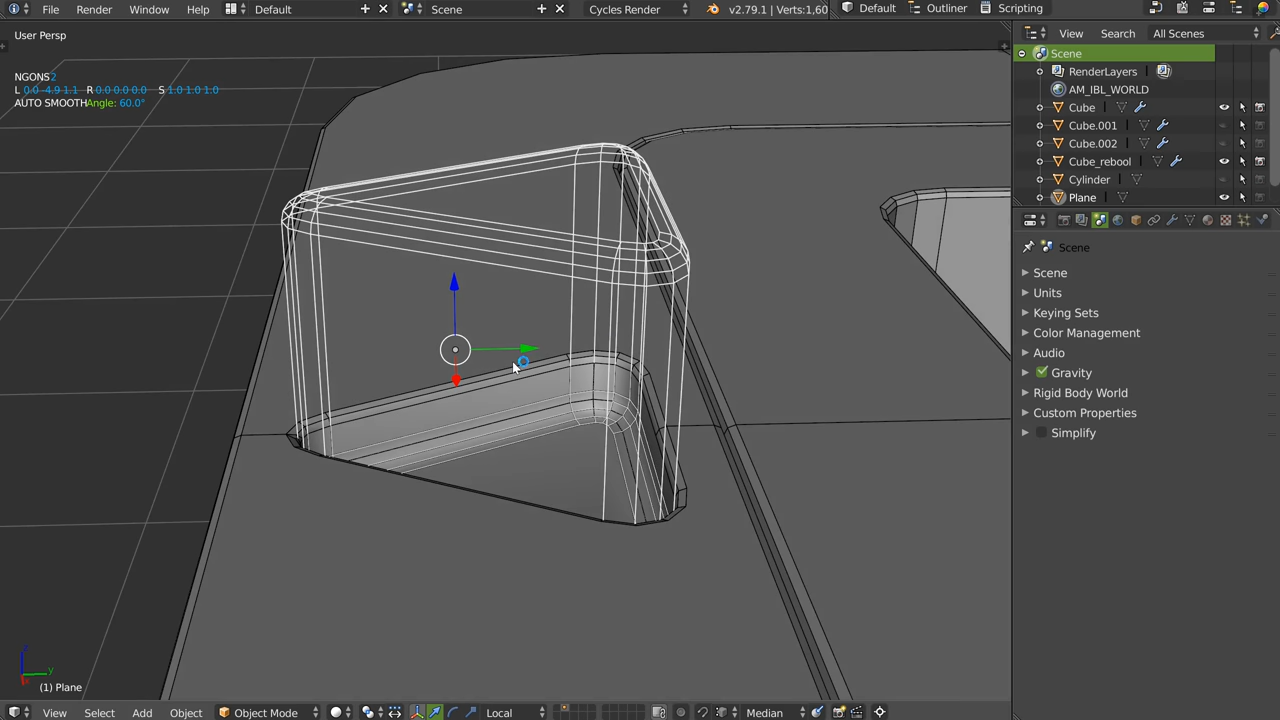 File Render Window Help Default Scene Cycles Render v2.79.1 | Verts:1,60 Default Outliner Scripting
User Persp
NGONS2
L 0.0 -4.9 1.1 R 0.0 0.0 0.0 S 1.0 1.0 1.0
AUTO SMOOTHAngle: 60.0°
View Search All Scenes
Scene
RenderLayers
AM_IBL_WORLD
Cube
Cube.001
Cube.002
Cube_rebool
Cylinder
Plane
Scene
Scene
Units
Keying Sets
Color Management
Audio
Gravity
Rigid Body World
Custom Properties
Simplify
z
y
(1) Plane
View Select Add Object Object Mode Local Median